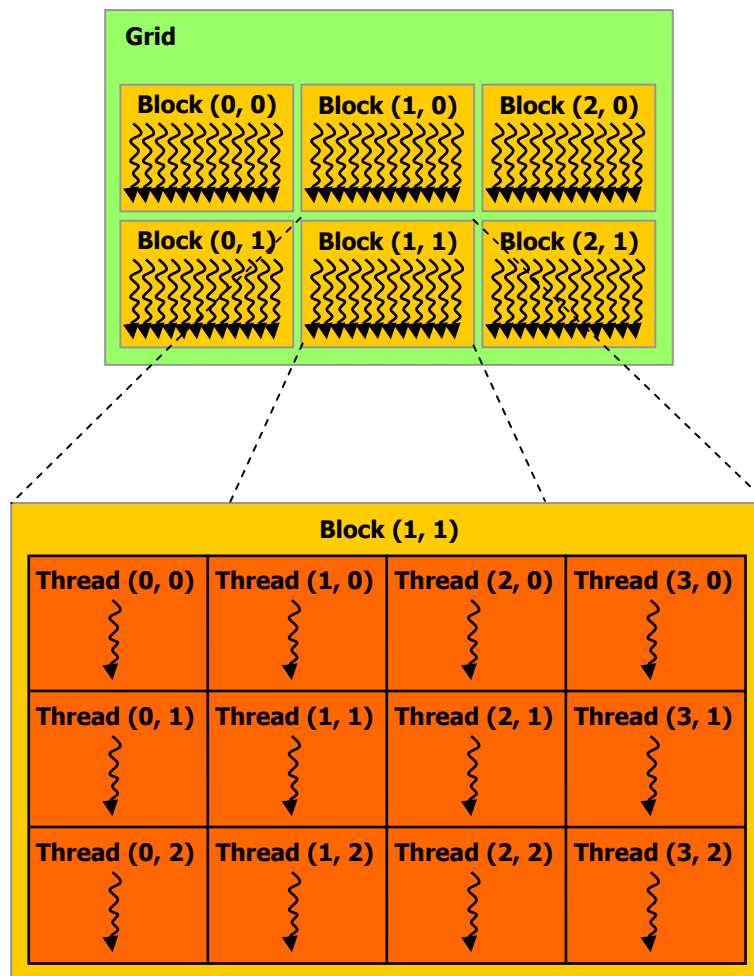 Grid
Block (0, 0) Block (1, 0) Block (2, 0)
Block (0, 1) Block (1, 1) Block (2, 1)
Block (1, 1)
Thread (0, 0) Thread (1, 0) Thread (2, 0) Thread (3, 0)
Thread (0, 1) Thread (1, 1) Thread (2, 1) Thread (3, 1)
Thread (0, 2) Thread (1, 2) Thread (2, 2) Thread (3, 2)